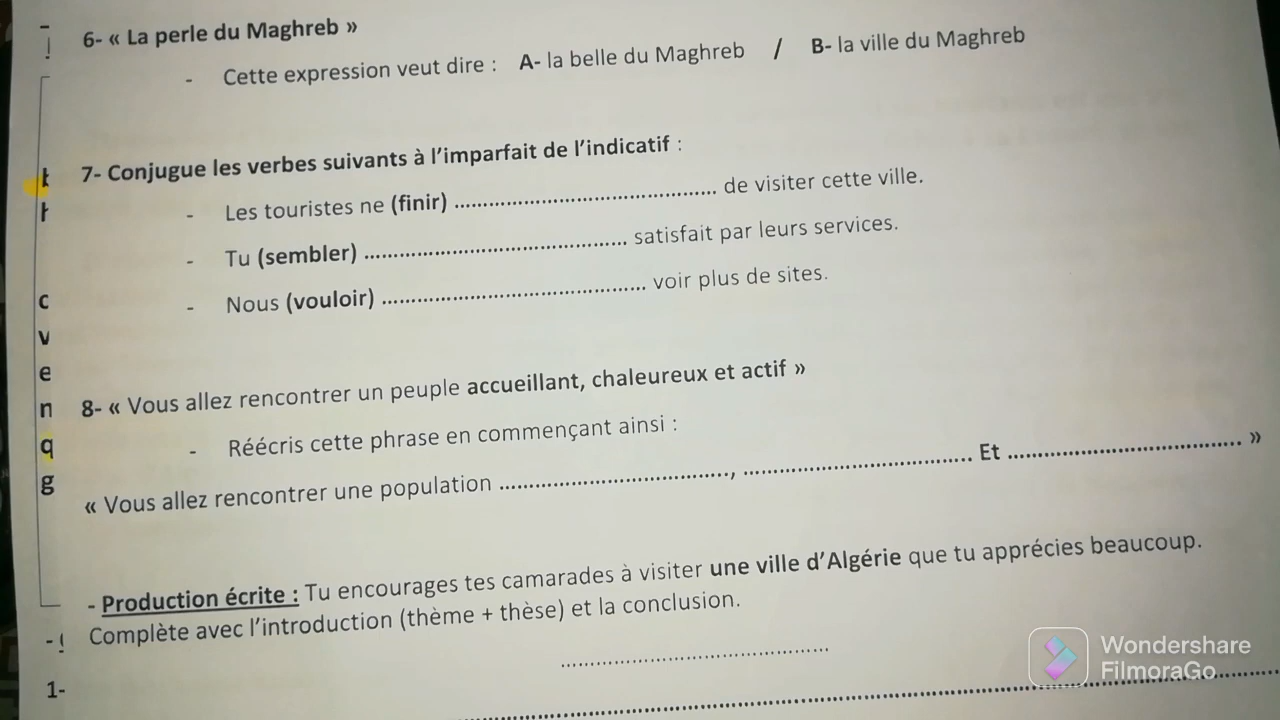 6- « La perle du Maghreb »
- Cette expression veut dire : A- la belle du Maghreb / B- la ville du Maghreb
7- Conjugue les verbes suivants à l'imparfait de l'indicatif :
- Les touristes ne (finir) ........................................ de visiter cette ville.
- Tu (sembler) ........................................ satisfait par leurs services.
- Nous (vouloir) ........................................ voir plus de sites.
c
v
e
n
q
g
8- « Vous allez rencontrer un peuple accueillant, chaleureux et actif »
- Réécris cette phrase en commençant ainsi :
« Vous allez rencontrer une population ..................................., ................................... Et ................................... »
- Production écrite : Tu encourages tes camarades à visiter une ville d'Algérie que tu apprécies beaucoup.
Complète avec l'introduction (thème + thèse) et la conclusion.
........................................
1-
Wondershare
FilmoraGo